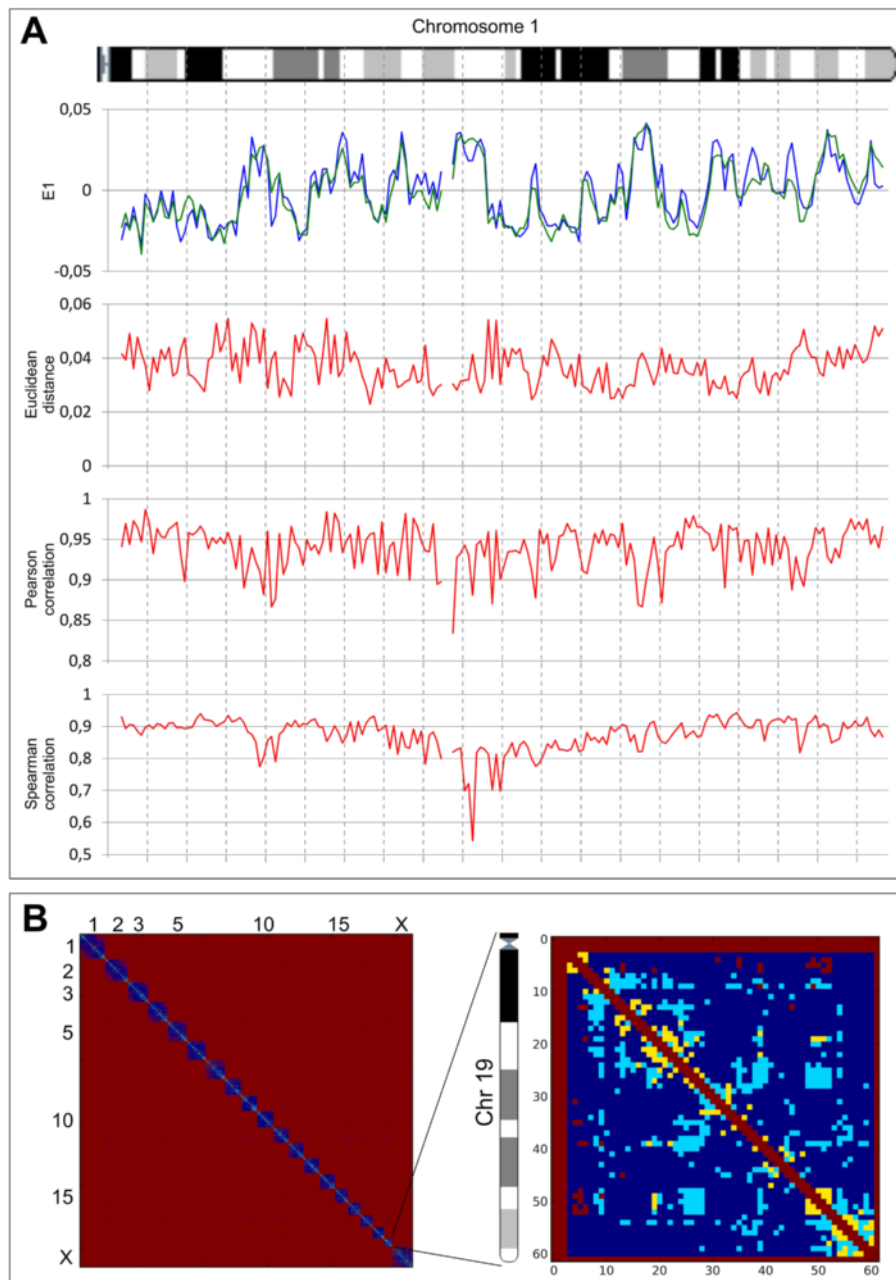 A
Chromosome 1
0,05
0
-0,05
E1
0,06
0,04
0,02
0
Euclidean
distance
1
0,95
0,9
0,85
0,8
Pearson
correlation
1
0,9
0,8
0,7
0,6
0,5
Spearman
correlation
B
1 2 3 5 10 15 X
1
2
3
5
10
15
X
Chr 19
0
10
20
30
40
50
60
0 10 20 30 40 50 60